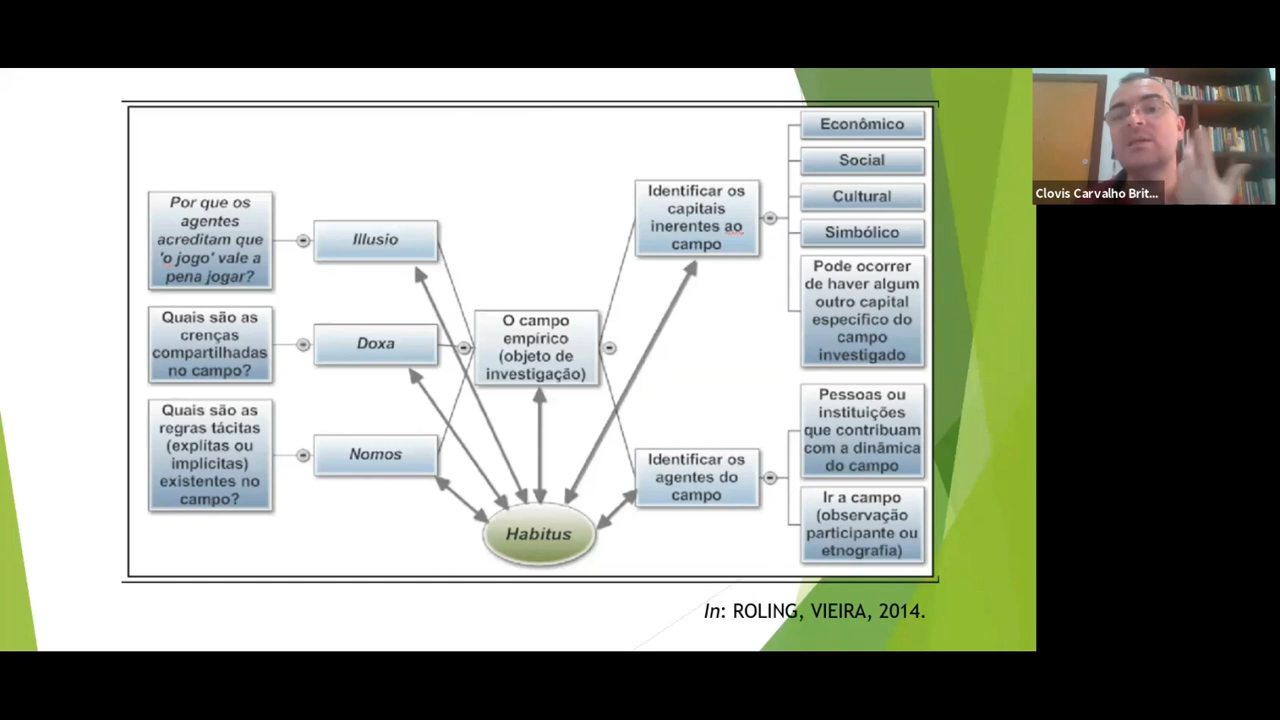 Por que os
agentes
acreditam que
'o jogo' vale a
pena jogar?
Illusio
Quais são as
crenças
compartilhadas
no campo?
Doxa
Quais são as
regras tácitas
(explítas ou
implicitas)
existentes no
campo?
Nomos
O campo
empírico
(objeto de
investigação)
Habitus
Identificar os
capitais
inerentes ao
campo
Econômico
Social
Cultural
Simbólico
Pode ocorrer
de haver algum
outro capital
específico do
campo
investigado
Identificar os
agentes do
campo
Pessoas ou
instituições
que contribuam
com a dinâmica
do campo
Ir a campo
(observação
participante ou
etnografia)
In: ROLING, VIEIRA, 2014.
Clovis Carvalho Brit...